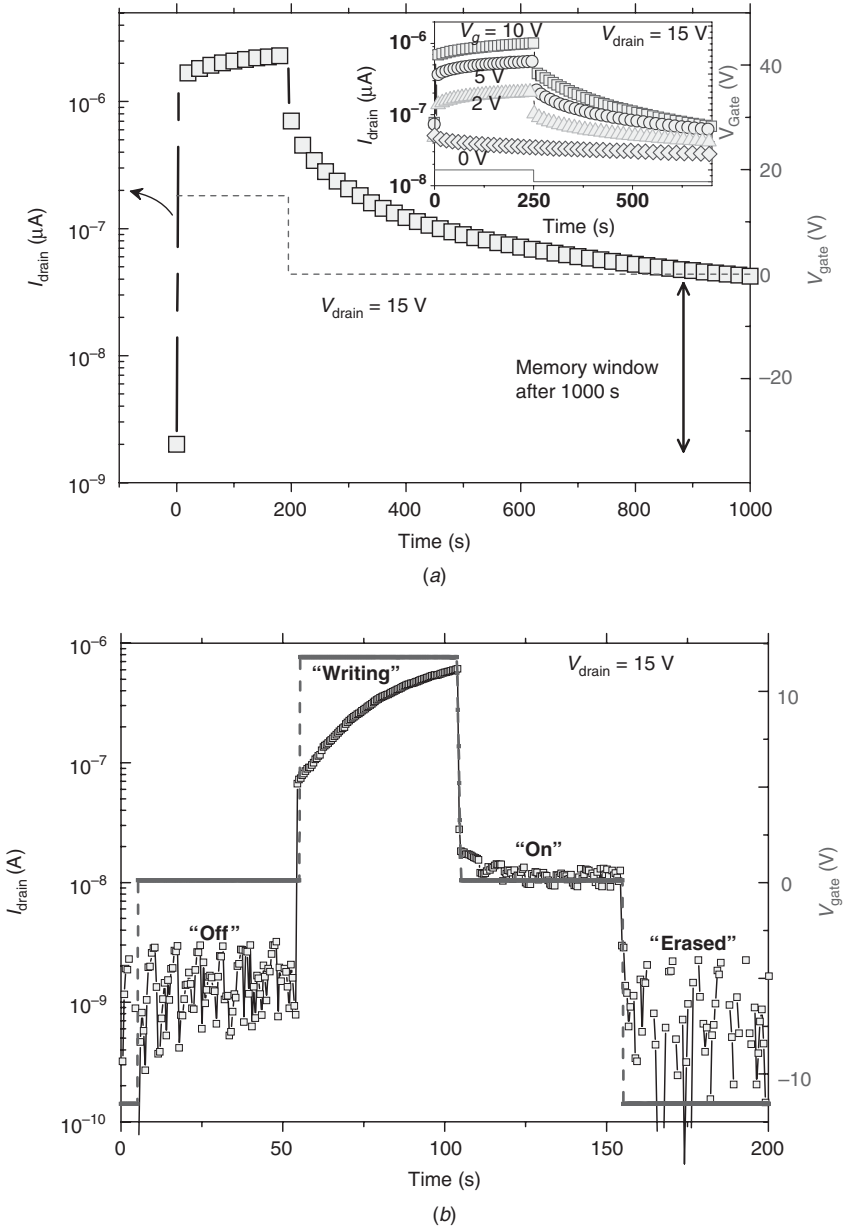 V_g = 10 V
V_drain = 15 V
5 V
2 V
0 V
10⁻⁶
10⁻⁷
10⁻⁸
I_drain (μA)
0
250
500
Time (s)
V_Gate (V)
10⁻⁶
10⁻⁷
10⁻⁸
10⁻⁹
I_drain (μA)
40
20
0
−20
V_gate (V)
V_drain = 15 V
Memory window
after 1000 s
0
200
400
600
800
1000
Time (s)
(a)
10⁻⁶
10⁻⁷
10⁻⁸
10⁻⁹
10⁻¹⁰
I_drain (A)
"Writing"
V_drain = 15 V
"On"
"Off"
"Erased"
10
0
−10
V_gate (V)
0
50
100
150
200
Time (s)
(b)